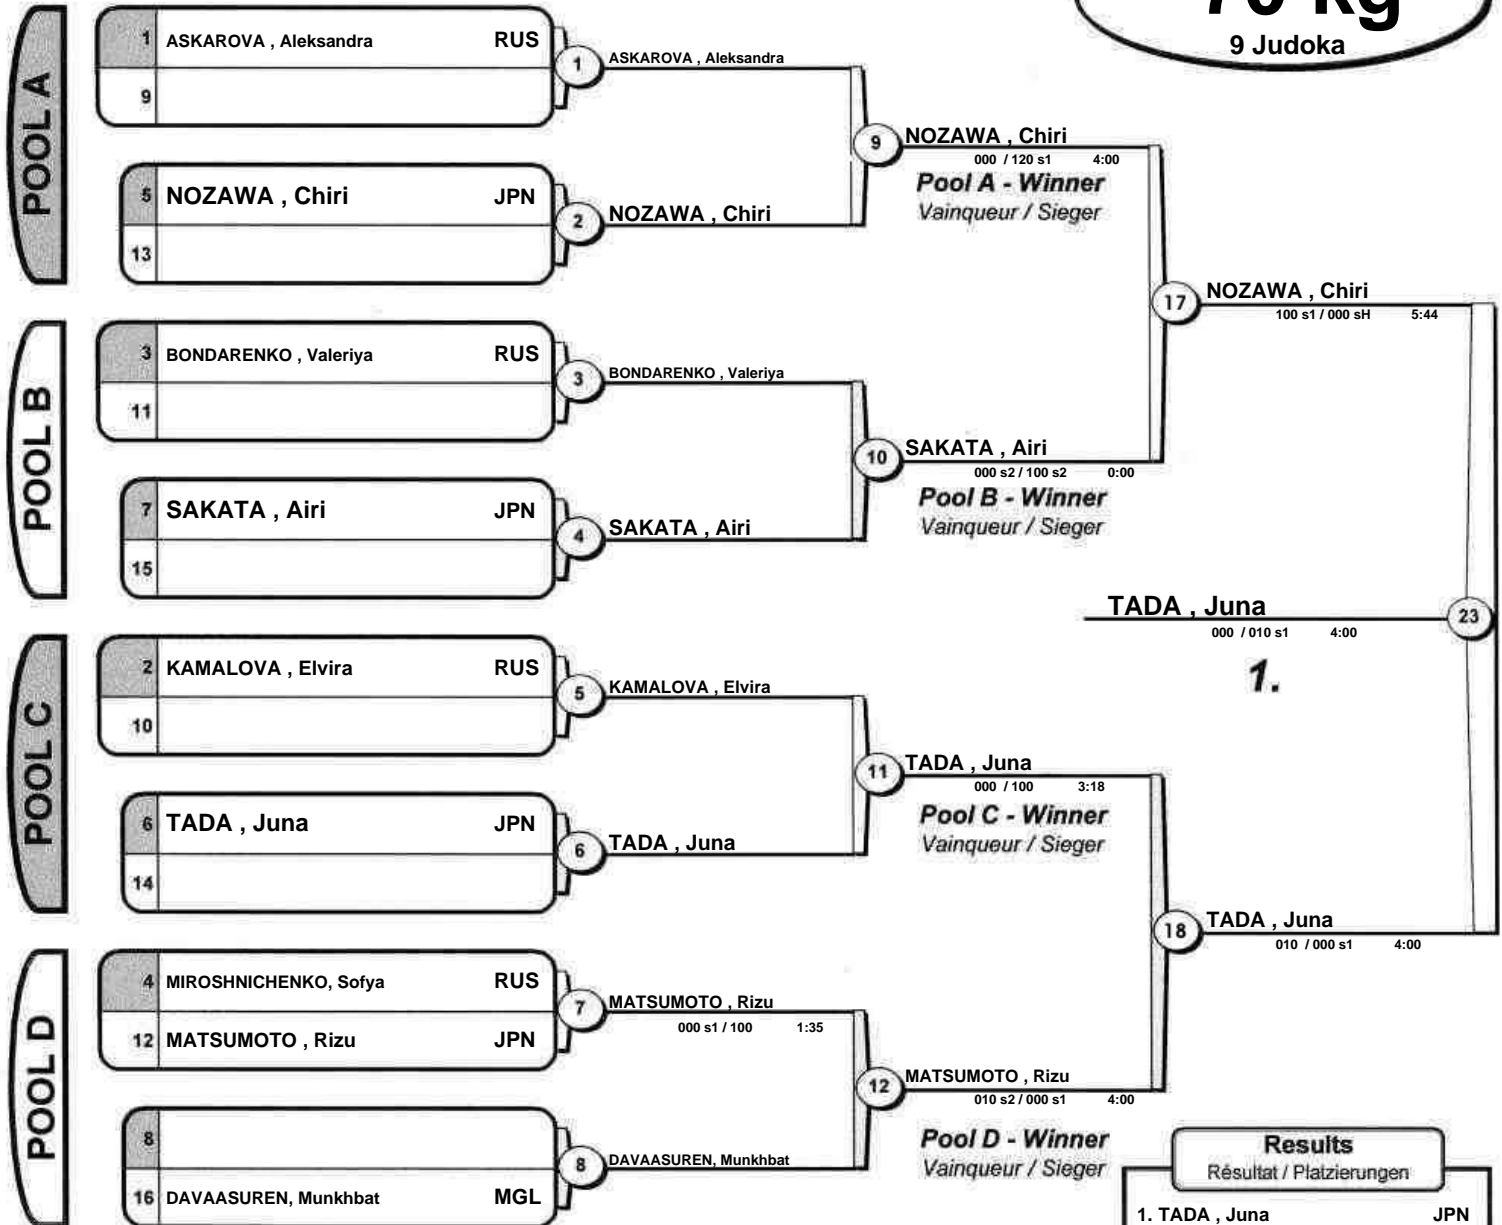 70 kg
9 Judoka
POOL A
1 ASKAROVA , Aleksandra RUS
9
5 NOZAWA , Chiri JPN
13
1 ASKAROVA , Aleksandra
2 NOZAWA , Chiri
9 NOZAWA , Chiri
000 / 120 s1 4:00
Pool A - Winner
Vainqueur / Sieger
POOL B
3 BONDARENKO , Valeriya RUS
11
7 SAKATA , Airi JPN
15
3 BONDARENKO , Valeriya
4 SAKATA , Airi
10 SAKATA , Airi
000 s2 / 100 s2 0:00
Pool B - Winner
Vainqueur / Sieger
17 NOZAWA , Chiri
100 s1 / 000 sH 5:44
TADA , Juna 23
000 / 010 s1 4:00
1.
POOL C
2 KAMALOVA , Elvira RUS
10
6 TADA , Juna JPN
14
5 KAMALOVA , Elvira
6 TADA , Juna
11 TADA , Juna
000 / 100 3:18
Pool C - Winner
Vainqueur / Sieger
18 TADA , Juna
010 / 000 s1 4:00
POOL D
4 MIROSHNICHENKO, Sofya RUS
12 MATSUMOTO , Rizu JPN
8
16 DAVAASUREN, Munkhbat MGL
7 MATSUMOTO , Rizu
000 s1 / 100 1:35
8 DAVAASUREN, Munkhbat
12 MATSUMOTO , Rizu
010 s2 / 000 s1 4:00
Pool D - Winner
Vainqueur / Sieger
Results
Résultat / Platzierungen
1. TADA , Juna JPN